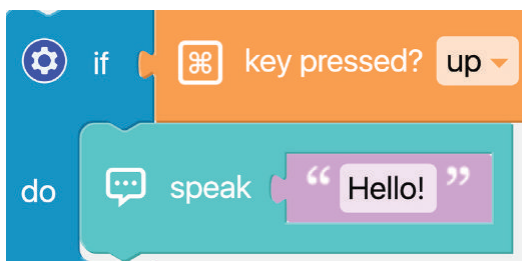 if key pressed? up
do speak “ Hello! ”